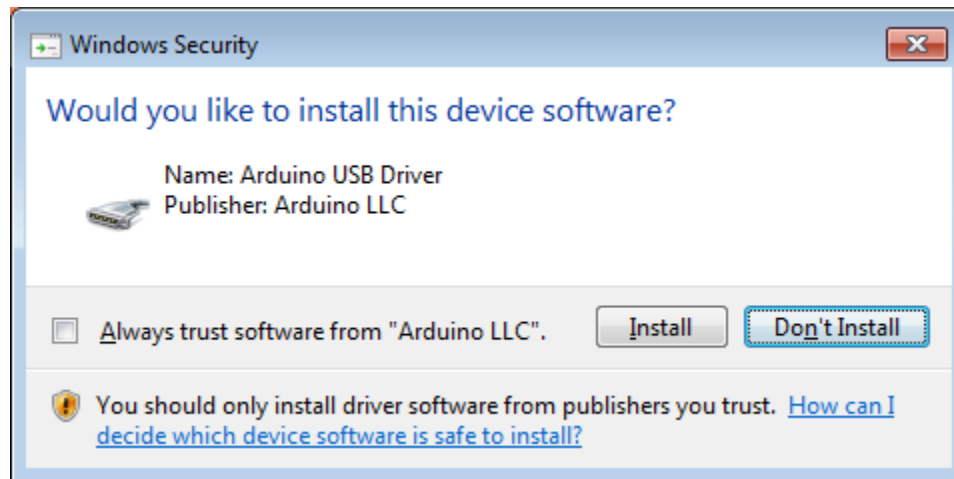 Windows Security
Would you like to install this device software?
Name: Arduino USB Driver
Publisher: Arduino LLC
Always trust software from "Arduino LLC".
Install
Don't Install
You should only install driver software from publishers you trust. How can I
decide which device software is safe to install?